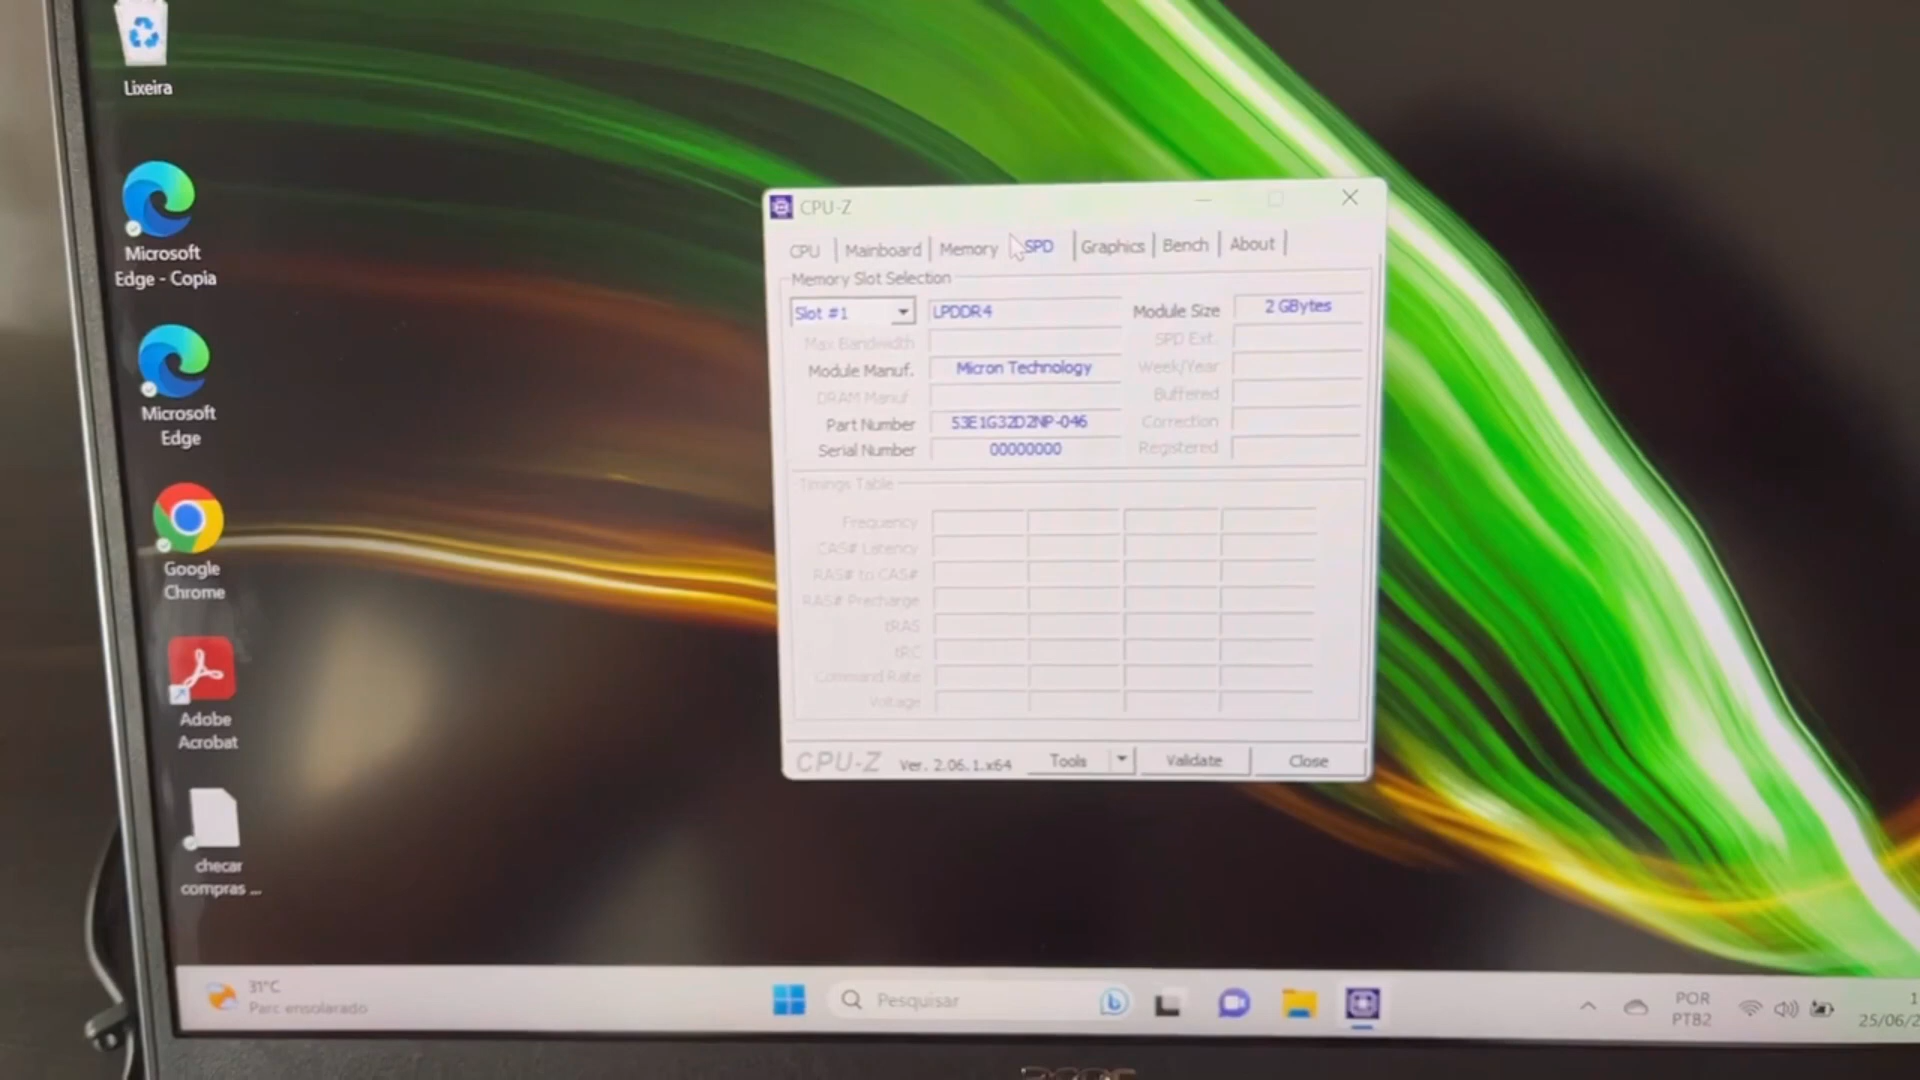 Lixeira
Microsoft
Edge - Copia
Microsoft
Edge
Google
Chrome
Adobe
Acrobat
checar
compras ...
CPU-Z
CPU
Mainboard
Memory
SPD
Graphics
Bench
About
Memory Slot Selection
Slot #1
LPDDR4
Module Size
2 GBytes
Max Bandwidth
SPD Ext.
Module Manuf.
Micron Technology
Week/Year
DRAM Manuf.
Buffered
Part Number
53E1G32D2NP-046
Correction
Serial Number
00000000
Registered
Timings Table
Frequency
CAS# Latency
RAS# to CAS#
RAS# Precharge
tRAS
tRC
Command Rate
Voltage
CPU-Z
Ver. 2.06.1.x64
Tools
Validate
Close
31°C
Parc ensolarado
Pesquisar
POR
PTB2
25/06/2